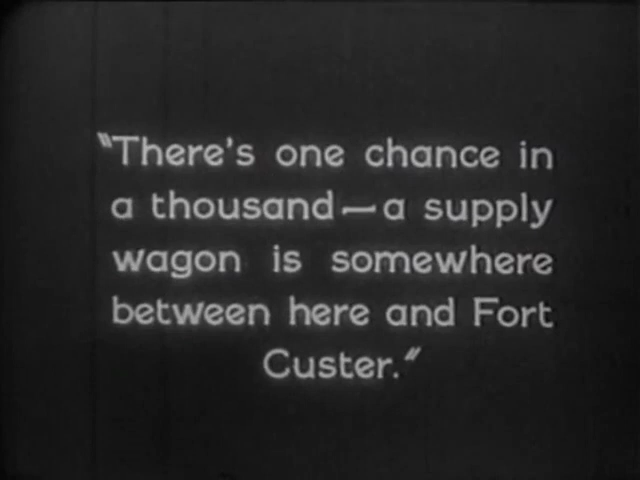 "There's one chance in
a thousand—a supply
wagon is somewhere
between here and Fort
Custer."